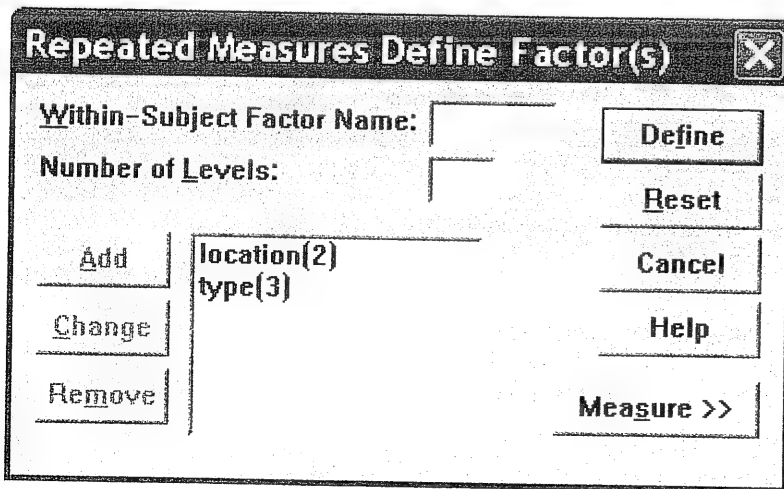 Repeated Measures Define Factor(s)
Within-Subject Factor Name:
Number of Levels:
Define
Reset
Cancel
Help
Measure >>
Add
Change
Remove
location(2)
type(3)